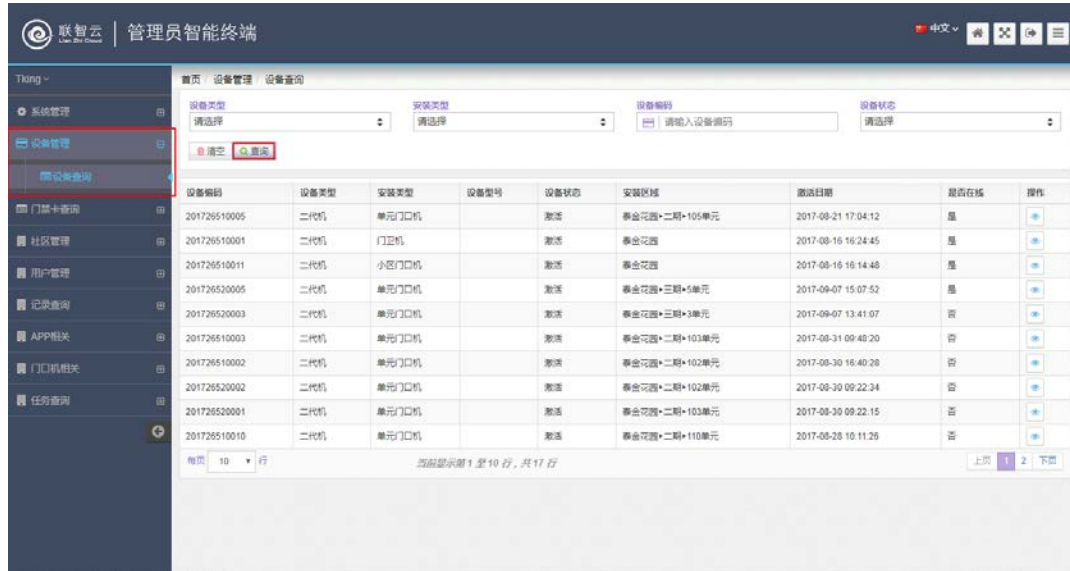 联智云 管理员智能终端 中文
Lian Zhi Cloud
Tking
首页 / 设备管理 / 设备查询
系统管理
设备管理
设备查询
门禁卡查询
社区管理
用户管理
记录查询
APP相关
门口机相关
任务查询
设备类型 安装类型 设备编码 设备状态
请选择 请选择 请输入设备编码 请选择
清空 查询
设备编码 设备类型 安装类型 设备型号 设备状态 安装区域 激活日期 是否在线 操作
201726510005 二代机 单元门口机 激活 泰金花园▸二期▸105单元 2017-08-21 17:04:12 是
201726510001 二代机 门卫机 激活 泰金花园 2017-08-16 16:24:45 是
201726510011 二代机 小区门口机 激活 泰金花园 2017-08-16 16:14:48 是
201726520005 二代机 单元门口机 激活 泰金花园▸三期▸5单元 2017-09-07 15:07:52 是
201726520003 二代机 单元门口机 激活 泰金花园▸三期▸3单元 2017-09-07 13:41:07 否
201726510003 二代机 单元门口机 激活 泰金花园▸二期▸103单元 2017-08-31 09:48:20 否
201726510002 二代机 单元门口机 激活 泰金花园▸二期▸102单元 2017-08-30 16:40:28 否
201726520002 二代机 单元门口机 激活 泰金花园▸二期▸102单元 2017-08-30 09:22:34 否
201726520001 二代机 单元门口机 激活 泰金花园▸二期▸103单元 2017-08-30 09:22:15 否
201726510010 二代机 单元门口机 激活 泰金花园▸二期▸110单元 2017-08-28 10:11:26 否
每页 10 行 当前显示第 1 至 10 行，共 17 行 上页 1 2 下页